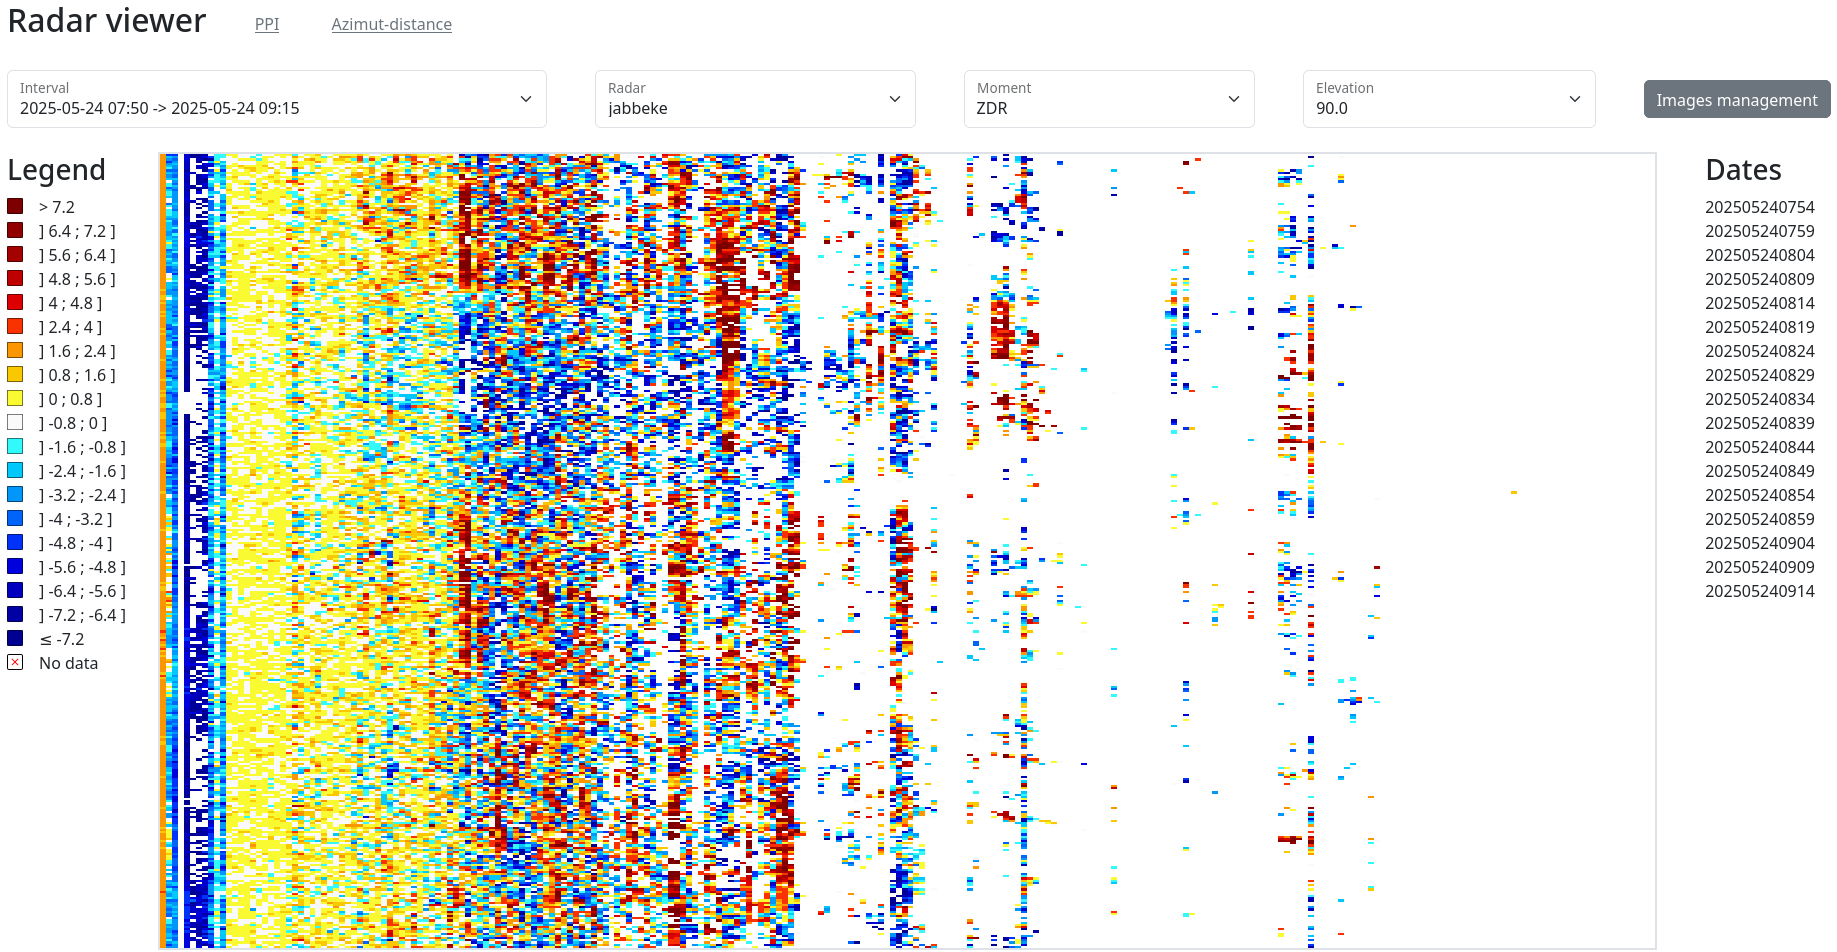 Radar viewer PPI Azimut-distance
Interval
2025-05-24 07:50 -> 2025-05-24 09:15
Radar
jabbeke
Moment
ZDR
Elevation
90.0
Images management
Legend
> 7.2
] 6.4 ; 7.2 ]
] 5.6 ; 6.4 ]
] 4.8 ; 5.6 ]
] 4 ; 4.8 ]
] 2.4 ; 4 ]
] 1.6 ; 2.4 ]
] 0.8 ; 1.6 ]
] 0 ; 0.8 ]
] -0.8 ; 0 ]
] -1.6 ; -0.8 ]
] -2.4 ; -1.6 ]
] -3.2 ; -2.4 ]
] -4 ; -3.2 ]
] -4.8 ; -4 ]
] -5.6 ; -4.8 ]
] -6.4 ; -5.6 ]
] -7.2 ; -6.4 ]
≤ -7.2
No data
Dates
202505240754
202505240759
202505240804
202505240809
202505240814
202505240819
202505240824
202505240829
202505240834
202505240839
202505240844
202505240849
202505240854
202505240859
202505240904
202505240909
202505240914